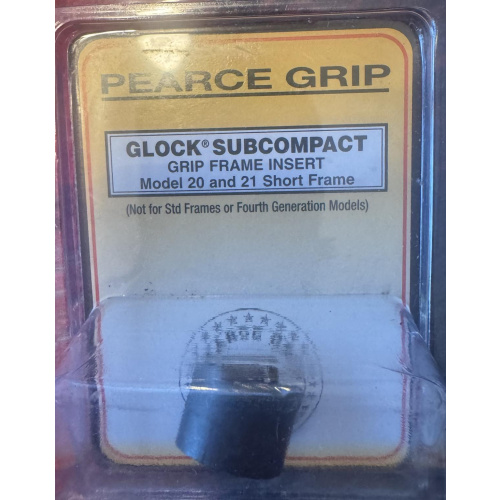 PEARCE GRIP
GLOCK® SUBCOMPACT
GRIP FRAME INSERT
Model 20 and 21 Short Frame
(Not for Std Frames or Fourth Generation Models)